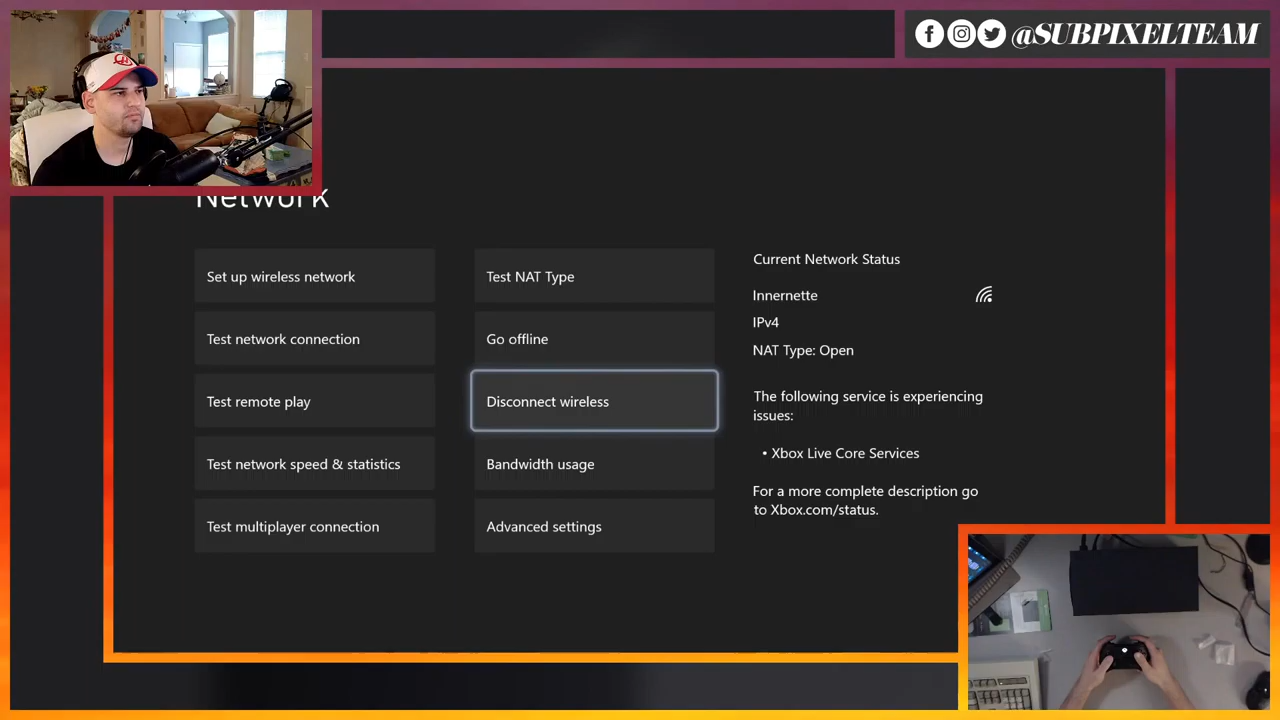 @SUBPIXELTEAM
Network
Set up wireless network
Test network connection
Test remote play
Test network speed & statistics
Test multiplayer connection
Test NAT Type
Go offline
Disconnect wireless
Bandwidth usage
Advanced settings
Current Network Status
Innernette
IPv4
NAT Type: Open
The following service is experiencing
issues:
• Xbox Live Core Services
For a more complete description go
to Xbox.com/status.